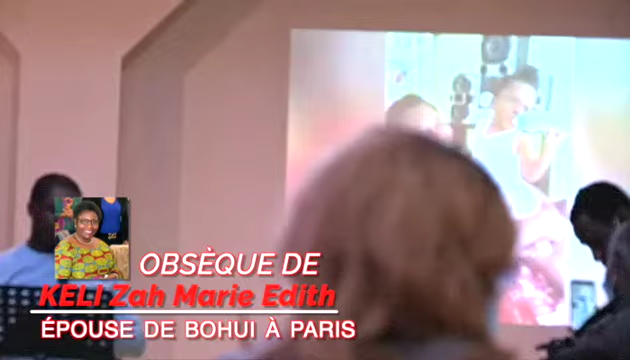 OBSÈQUE DE
KELI Zah Marie Edith
ÉPOUSE DE BOHUI À PARIS